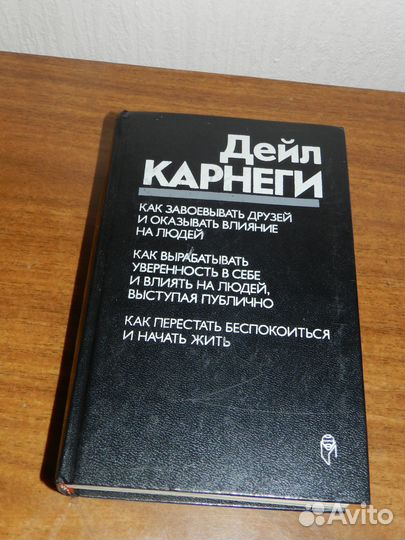 Дейл
КАРНЕГИ
КАК ЗАВОЕВЫВАТЬ ДРУЗЕЙ
И ОКАЗЫВАТЬ ВЛИЯНИЕ
НА ЛЮДЕЙ
КАК ВЫРАБАТЫВАТЬ
УВЕРЕННОСТЬ В СЕБЕ
И ВЛИЯТЬ НА ЛЮДЕЙ,
ВЫСТУПАЯ ПУБЛИЧНО
КАК ПЕРЕСТАТЬ БЕСПОКОИТЬСЯ
И НАЧАТЬ ЖИТЬ
Avito